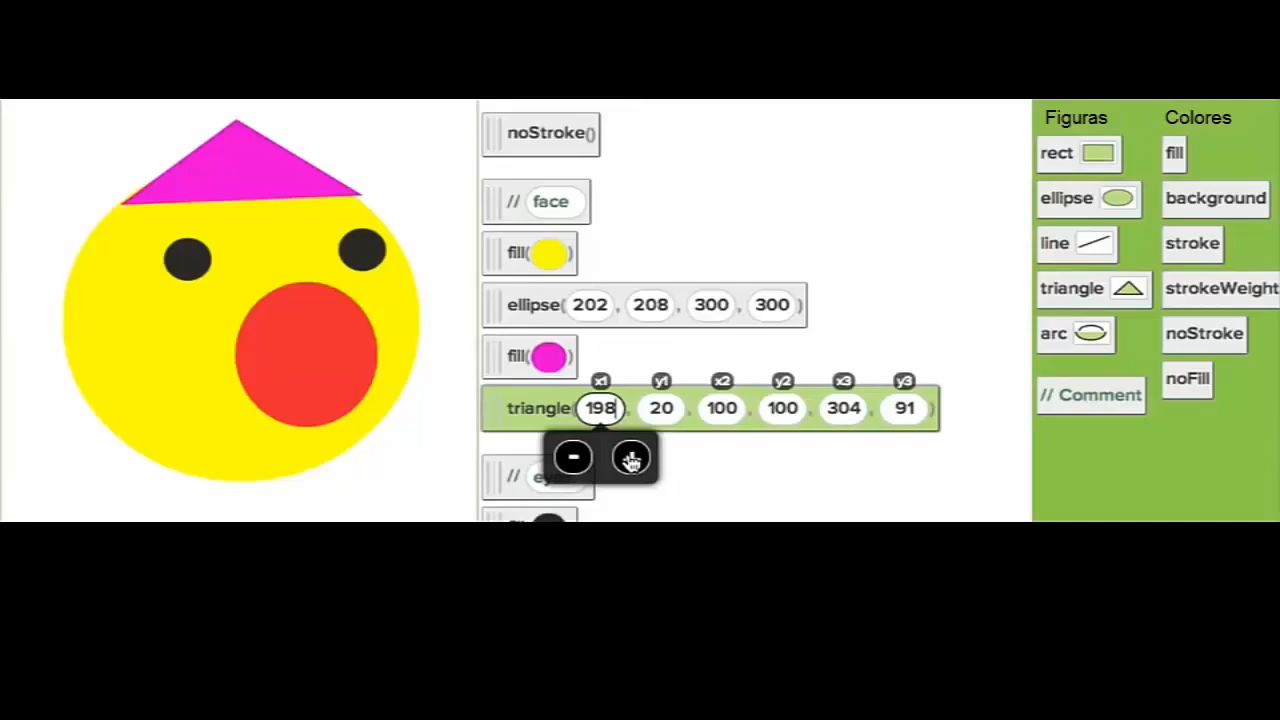 noStroke()
// face
fill( )
ellipse( 202 , 208 , 300 , 300 )
fill( )
x1 y1 x2 y2 x3 y3
triangle( 198 , 20 , 100 , 100 , 304 , 91 )
- +
//
Figuras
rect
ellipse
line
triangle
arc
// Comment
Colores
fill
background
stroke
strokeWeight
noStroke
noFill